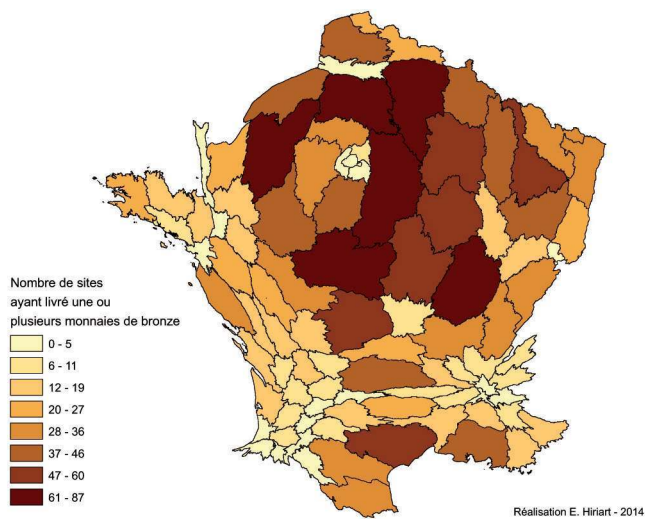 Nombre de sites
ayant livré une ou
plusieurs monnaies de bronze
0 - 5
6 - 11
12 - 19
20 - 27
28 - 36
37 - 46
47 - 60
61 - 87
Réalisation E. Hiriart - 2014